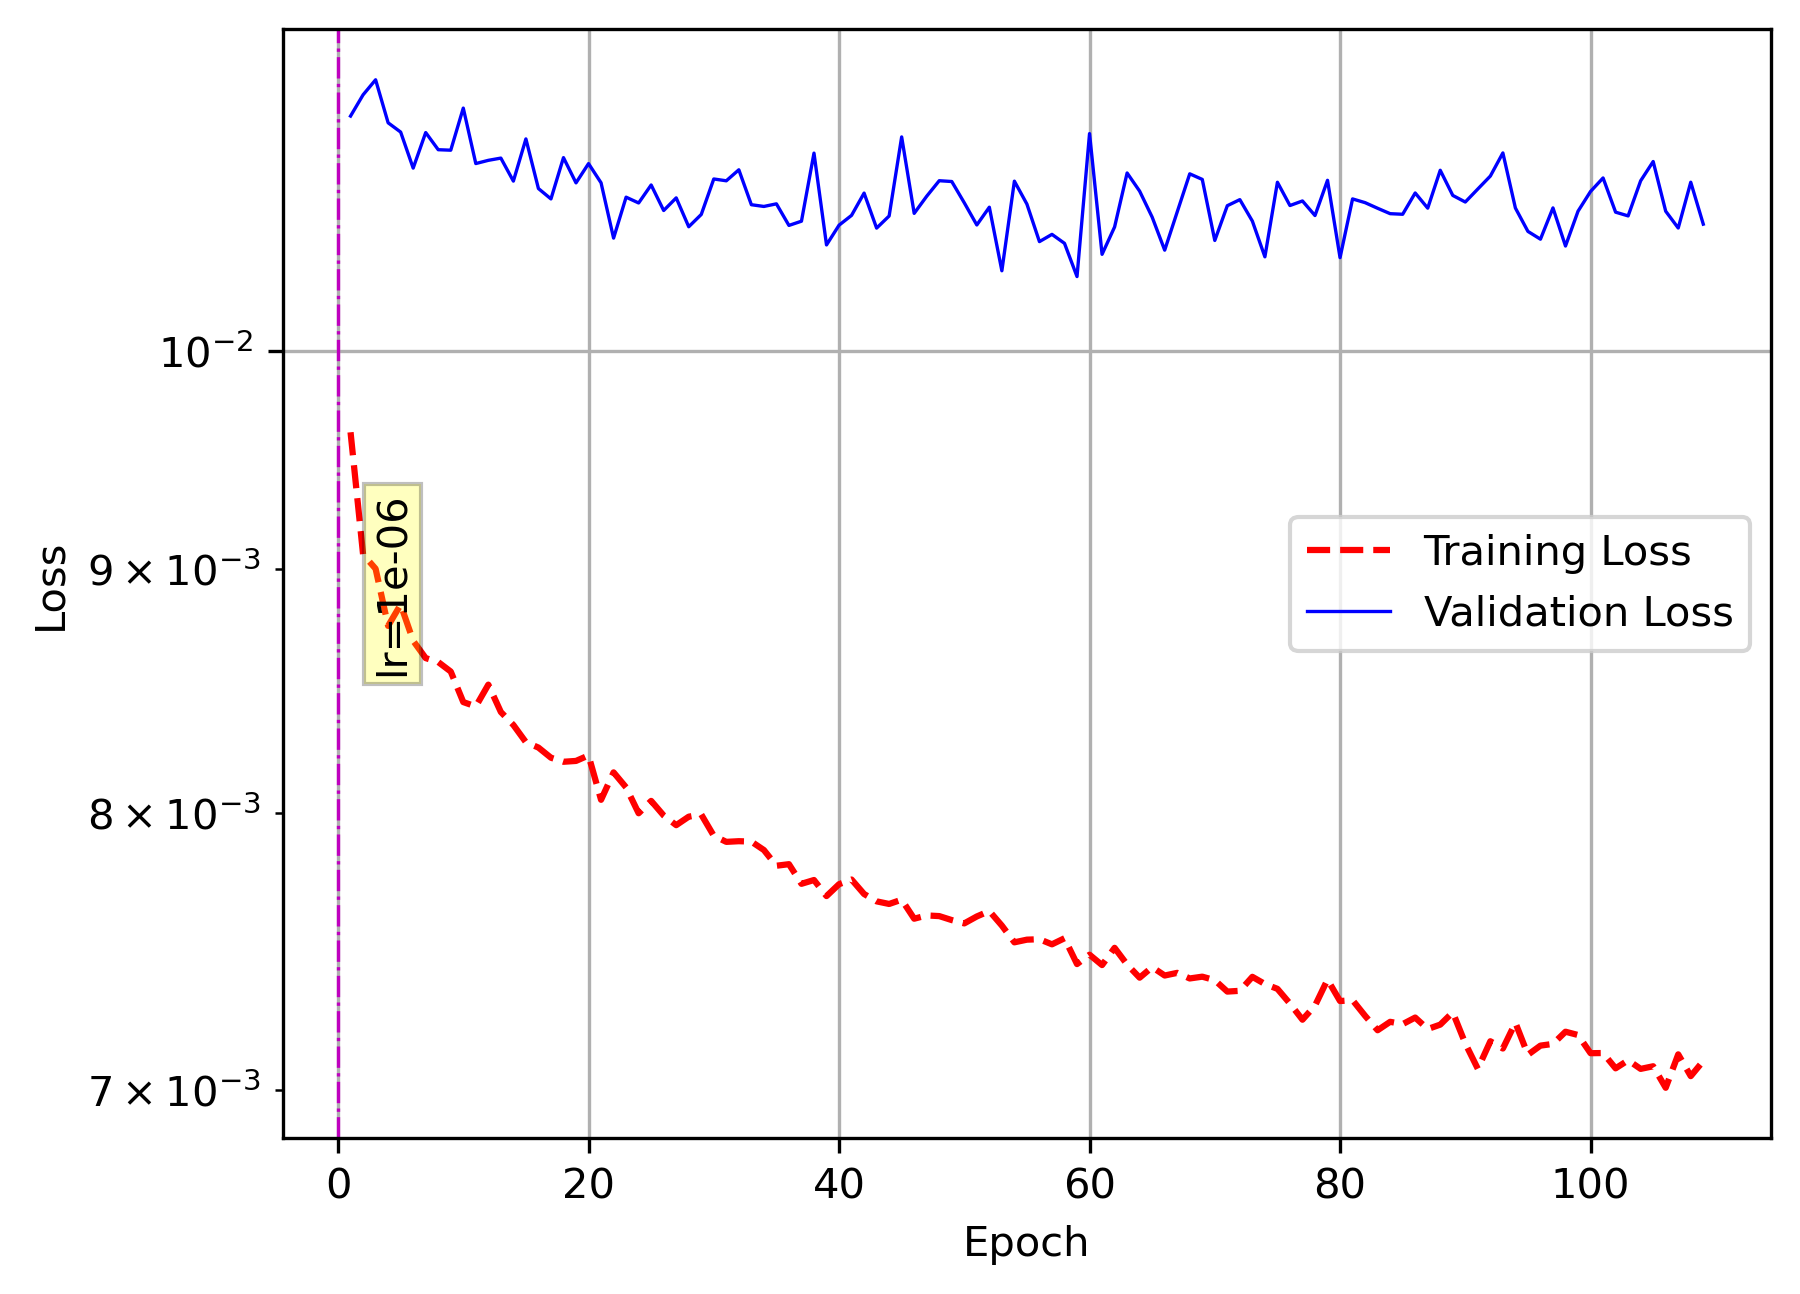 10⁻²
9 × 10⁻³
8 × 10⁻³
7 × 10⁻³
Loss
lr=1e-06
Training Loss
Validation Loss
0 20 40 60 80 100
Epoch